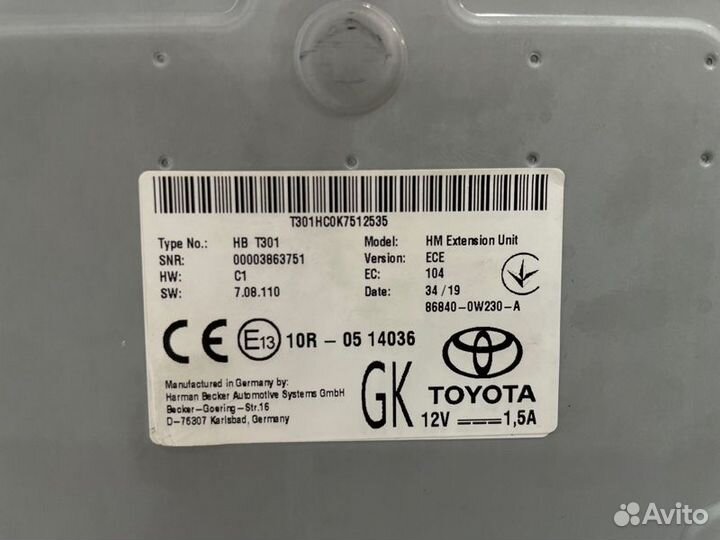 T301HC0K7512535
Type No.: HB T301 Model: HM Extension Unit
SNR: 00003863751 Version: ECE
HW: C1 EC: 104
SW: 7.08.110 Date: 34/19
86840-0W230-A
CE E13 10R - 05 14036
Manufactured in Germany by:
Harman Becker Automotive Systems GmbH
Becker-Goering-Str.16
D-76307 Karlsbad, Germany
GK
TOYOTA
12V 1,5A
Avito